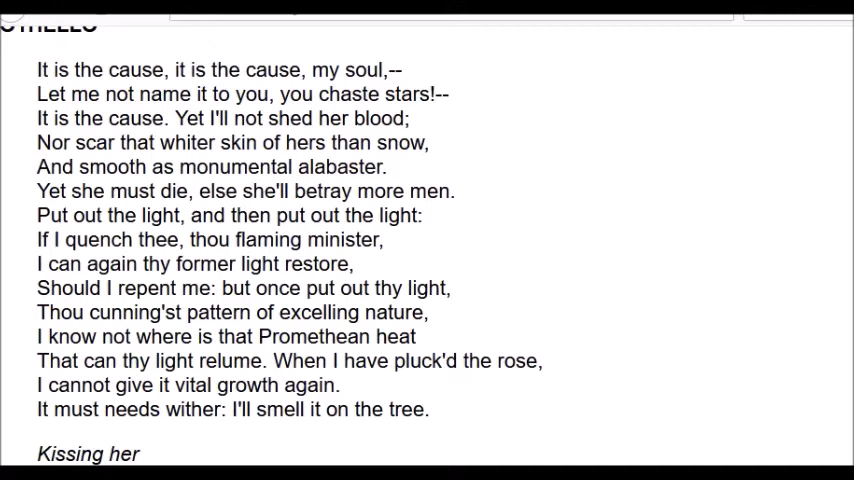 OTHELLO
It is the cause, it is the cause, my soul,--
Let me not name it to you, you chaste stars!--
It is the cause. Yet I'll not shed her blood;
Nor scar that whiter skin of hers than snow,
And smooth as monumental alabaster.
Yet she must die, else she'll betray more men.
Put out the light, and then put out the light:
If I quench thee, thou flaming minister,
I can again thy former light restore,
Should I repent me: but once put out thy light,
Thou cunning'st pattern of excelling nature,
I know not where is that Promethean heat
That can thy light relume. When I have pluck'd the rose,
I cannot give it vital growth again.
It must needs wither: I'll smell it on the tree.
Kissing her